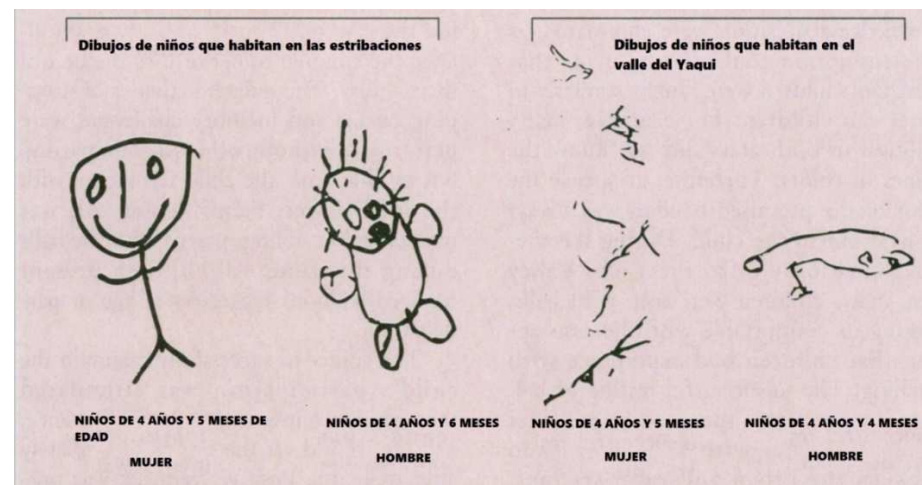 Dibujos de niños que habitan en las estribaciones
Dibujos de niños que habitan en el
valle del Yaqui
NIÑOS DE 4 AÑOS Y 5 MESES DE
EDAD
MUJER
NIÑOS DE 4 AÑOS Y 6 MESES
HOMBRE
NIÑOS DE 4 AÑOS Y 5 MESES
MUJER
NIÑOS DE 4 AÑOS Y 4 MESES
HOMBRE